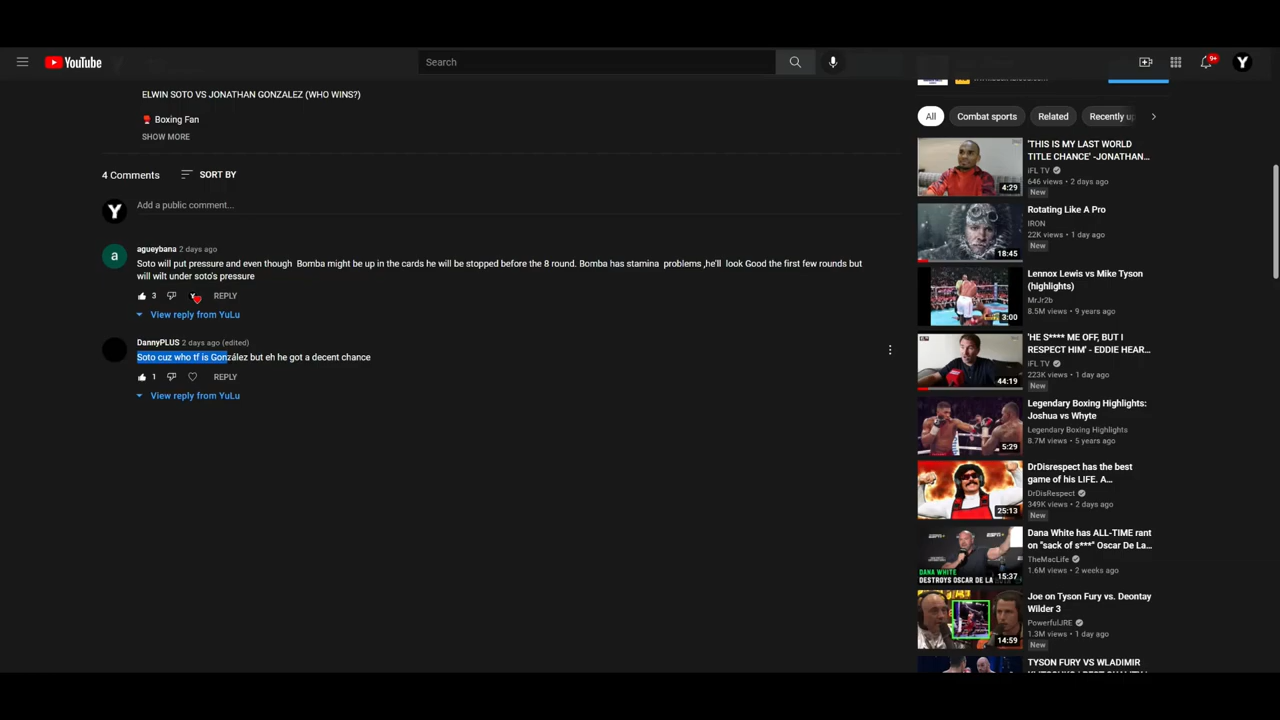 YouTube
Search
9+
Y
ELWIN SOTO VS JONATHAN GONZALEZ (WHO WINS?)
Boxing Fan
SHOW MORE
4 Comments
SORT BY
Y
Add a public comment...
a
agueybana 2 days ago
Soto will put pressure and even though Bomba might be up in the cards he will be stopped before the 8 round. Bomba has stamina problems ,he'll look Good the first few rounds but
will wilt under soto's pressure
3
REPLY
View reply from YuLu
DannyPLUS 2 days ago (edited)
Soto cuz who tf is González but eh he got a decent chance
1
REPLY
View reply from YuLu
All
Combat sports
Related
Recently up
4:29
'THIS IS MY LAST WORLD
TITLE CHANCE' -JONATHAN...
iFL TV
646 views • 2 days ago
New
18:45
Rotating Like A Pro
IRON
22K views • 1 day ago
New
3:00
Lennox Lewis vs Mike Tyson
(highlights)
MrJr2b
8.5M views • 9 years ago
44:19
'HE S**** ME OFF, BUT I
RESPECT HIM' - EDDIE HEAR...
iFL TV
223K views • 1 day ago
New
5:29
Legendary Boxing Highlights:
Joshua vs Whyte
Legendary Boxing Highlights
8.7M views • 5 years ago
25:13
DrDisrespect has the best
game of his LIFE. A...
DrDisRespect
349K views • 2 days ago
New
DANA WHITE
DESTROYS OSCAR DE LA
15:37
Dana White has ALL-TIME rant
on "sack of s***" Oscar De La...
TheMacLife
1.6M views • 2 weeks ago
14:59
Joe on Tyson Fury vs. Deontay
Wilder 3
PowerfulJRE
1.3M views • 1 day ago
New
TYSON FURY VS WLADIMIR